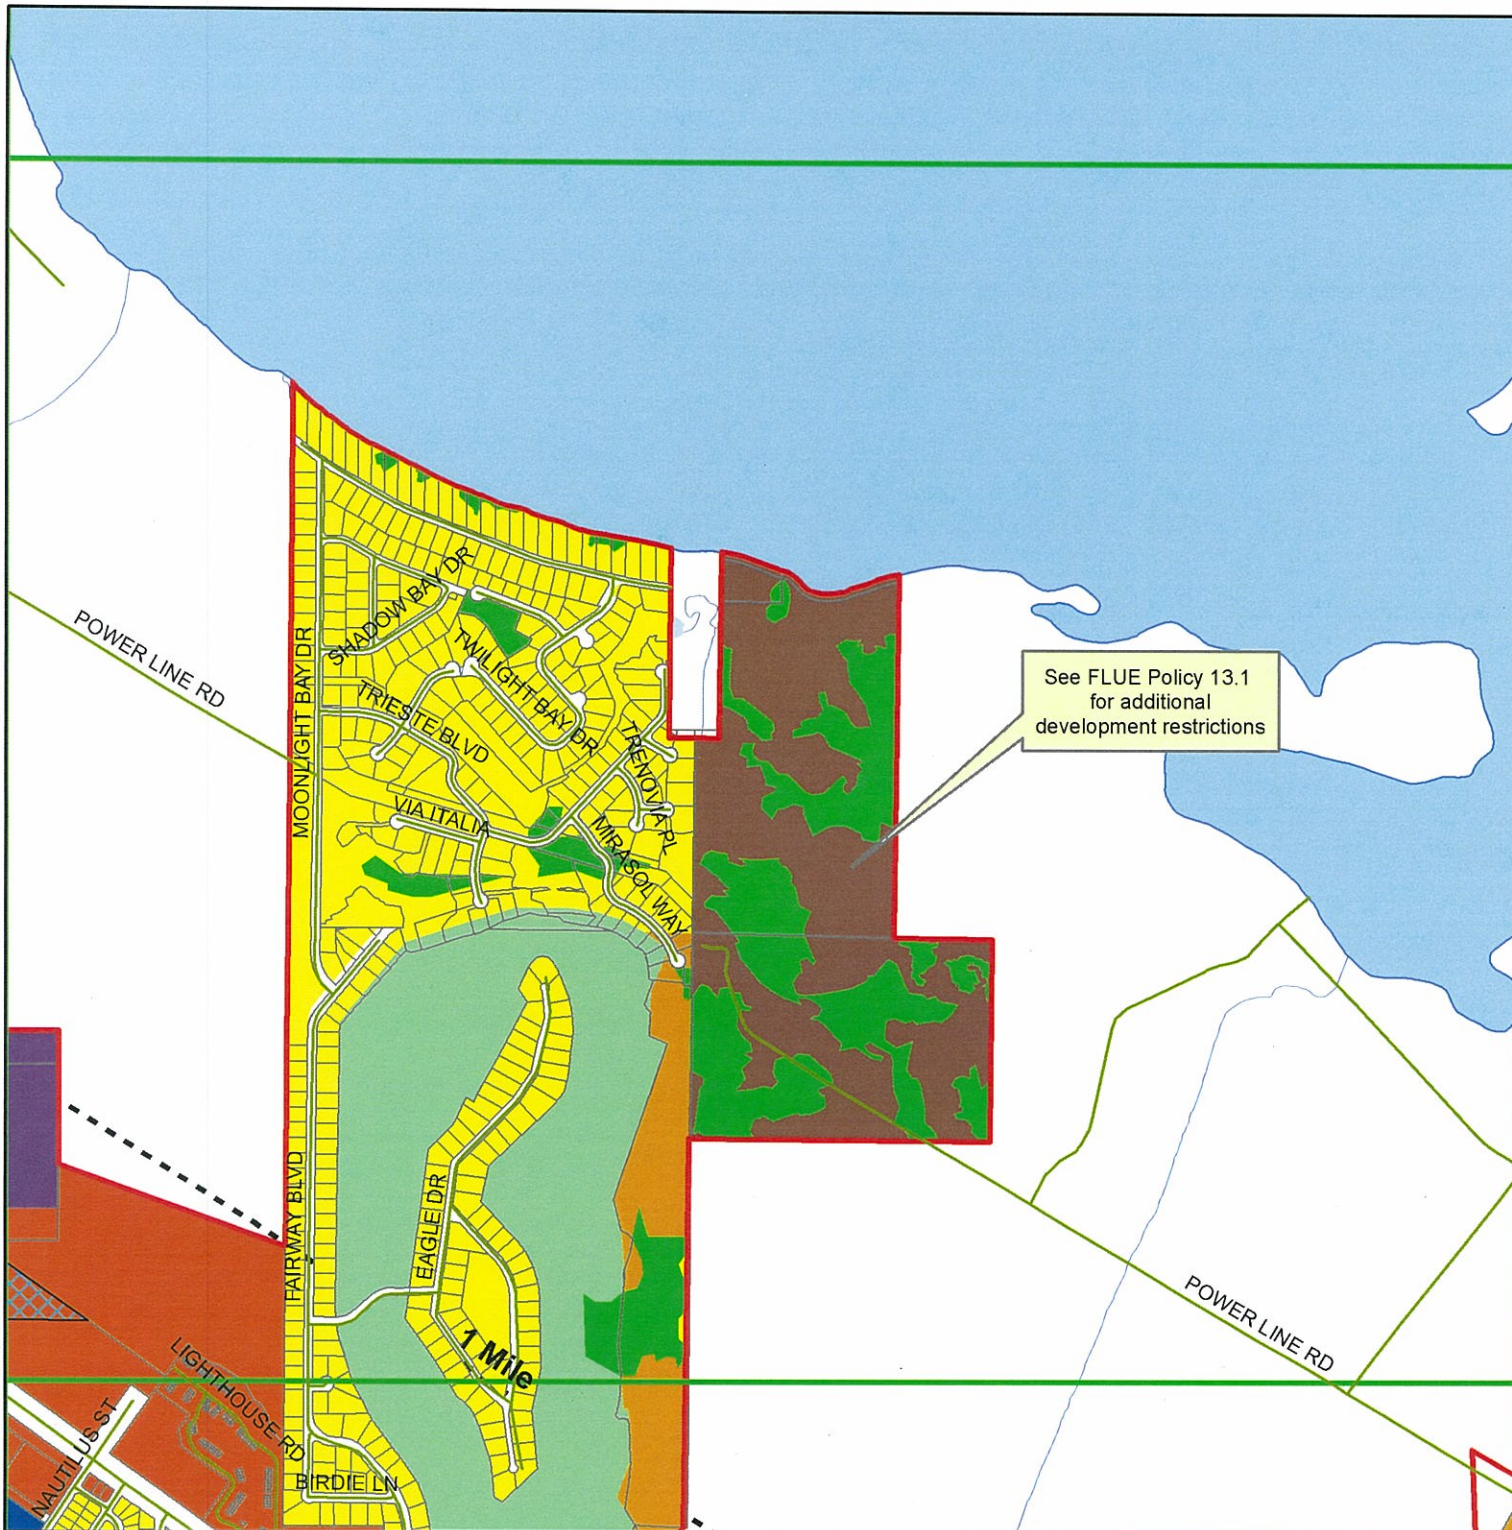 SHADOW BAY DR
TWILIGHT BAY DR
POWER LINE RD
MOONLIGHT BAY DR
TRIESTE BLVD
TRENOVIA PL
See FLUE Policy 13.1
for additional
development restrictions
VIA ITALIA
MIRASOL WAY
FAIRWAY BLVD
EAGLE DR
1 Mile
POWER LINE RD
LIGHTHOUSE RD
NAUTILUS ST
BIRDIE LN